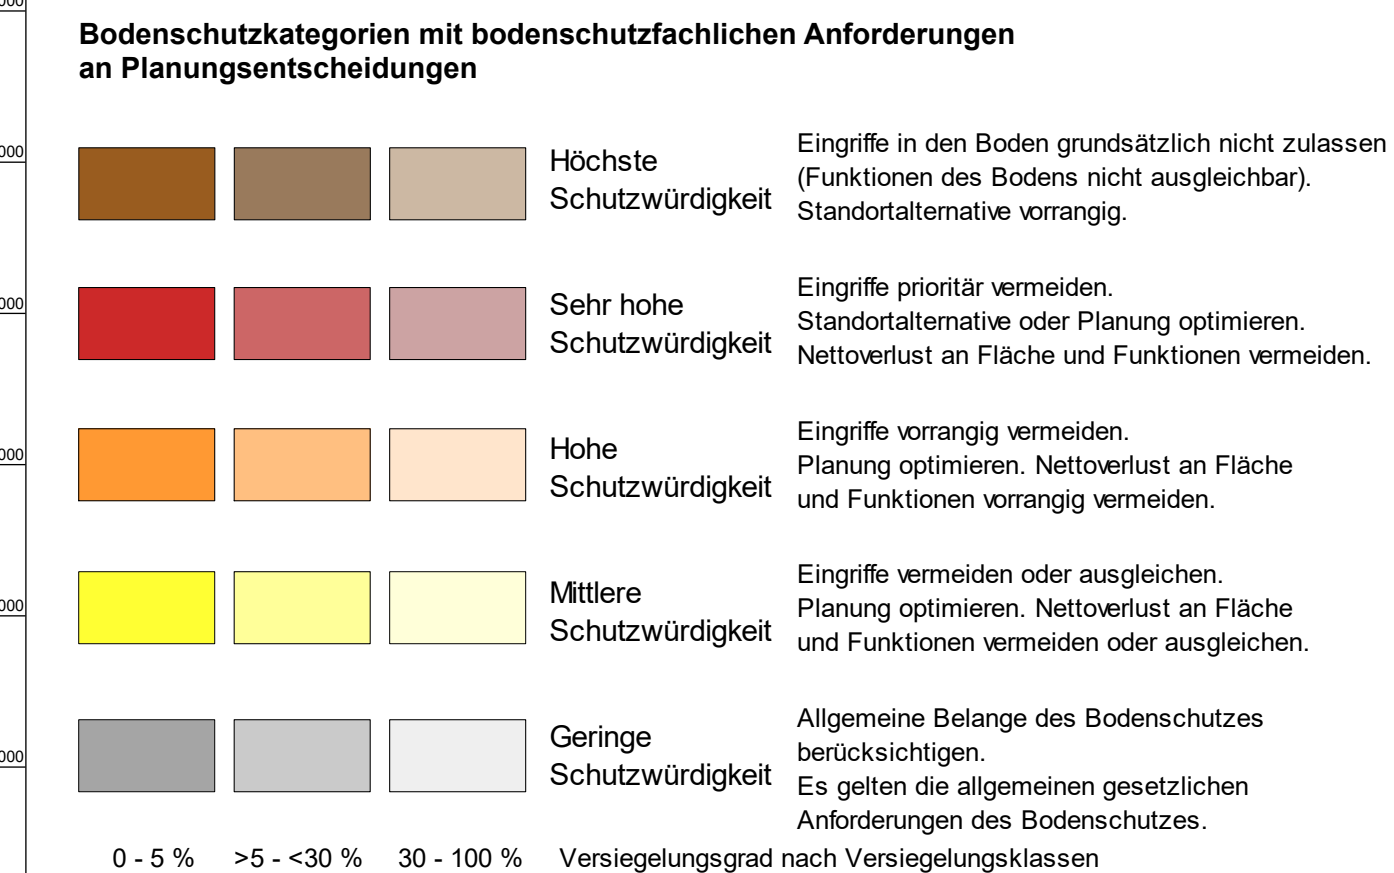 Bodenschutzkategorien mit bodenschutzfachlichen Anforderungen
an Planungsentscheidungen
Höchste
Schutzwürdigkeit
Eingriffe in den Boden grundsätzlich nicht zulassen
(Funktionen des Bodens nicht ausgleichbar).
Standortalternative vorrangig.
Sehr hohe
Schutzwürdigkeit
Eingriffe prioritär vermeiden.
Standortalternative oder Planung optimieren.
Nettoverlust an Fläche und Funktionen vermeiden.
Hohe
Schutzwürdigkeit
Eingriffe vorrangig vermeiden.
Planung optimieren. Nettoverlust an Fläche
und Funktionen vorrangig vermeiden.
Mittlere
Schutzwürdigkeit
Eingriffe vermeiden oder ausgleichen.
Planung optimieren. Nettoverlust an Fläche
und Funktionen vermeiden oder ausgleichen.
Geringe
Schutzwürdigkeit
Allgemeine Belange des Bodenschutzes
berücksichtigen.
Es gelten die allgemeinen gesetzlichen
Anforderungen des Bodenschutzes.
0 - 5 % >5 - <30 % 30 - 100 % Versiegelungsgrad nach Versiegelungsklassen